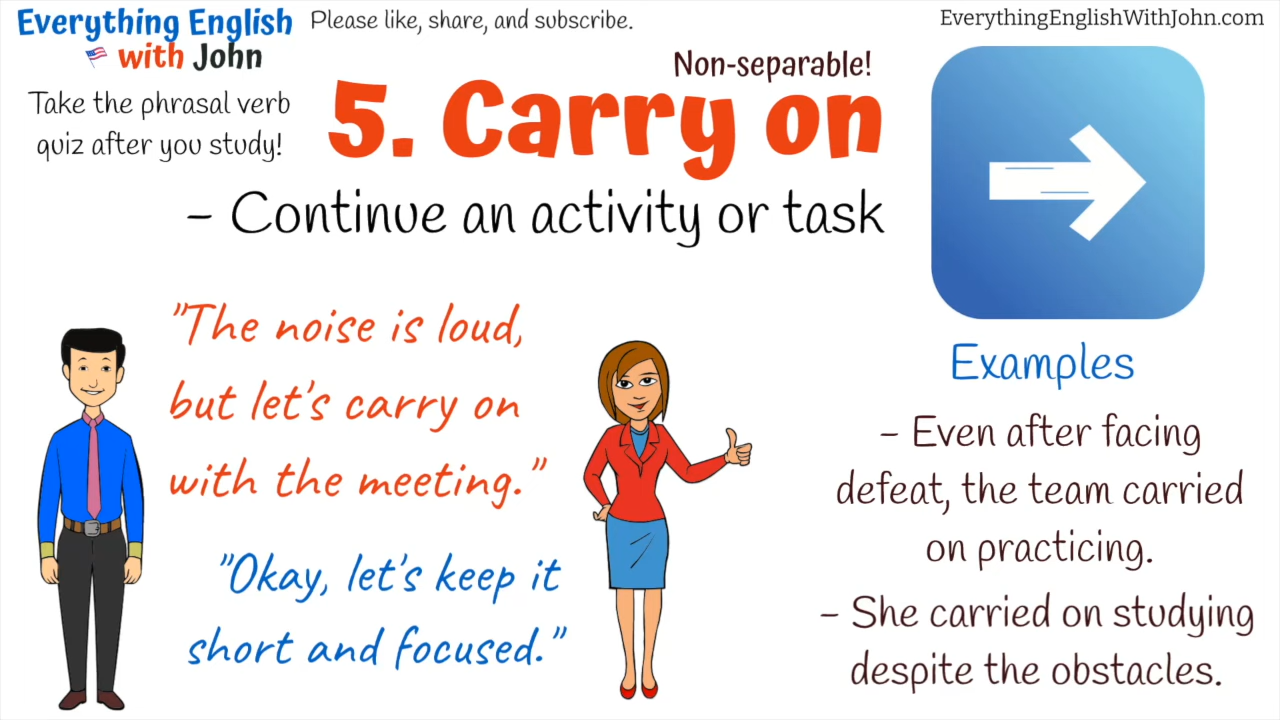 Everything English
with John
Please like, share, and subscribe.
EverythingEnglishWithJohn.com
Take the phrasal verb
quiz after you study!
Non-separable!
5. Carry on
- Continue an activity or task
"The noise is loud,
but let's carry on
with the meeting."
"Okay, let's keep it
short and focused."
Examples
- Even after facing
defeat, the team carried
on practicing.
- She carried on studying
despite the obstacles.